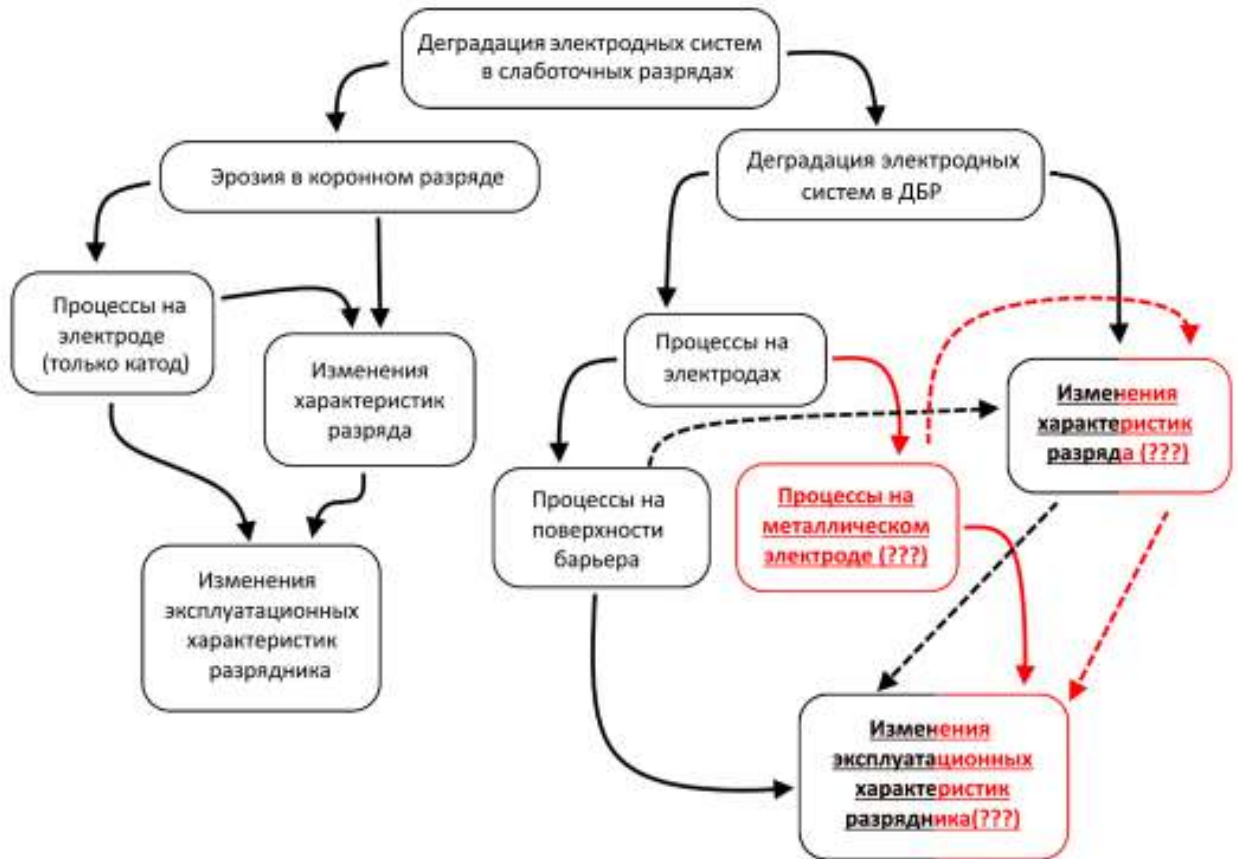 Деградация электродных систем
в слаботочных разрядах
Эрозия в коронном разряде
Деградация электродных
систем в ДБР
Процессы на
электроде
(только катод)
Изменения
характеристик
разряда
Процессы на
электродах
Изменения
характеристик
разряда (???)
Процессы на
поверхности
барьера
Процессы на
металлическом
электроде (???)
Изменения
эксплуатационных
характеристик
разрядника
Изменения
эксплуатационных
характеристик
разрядника(???)